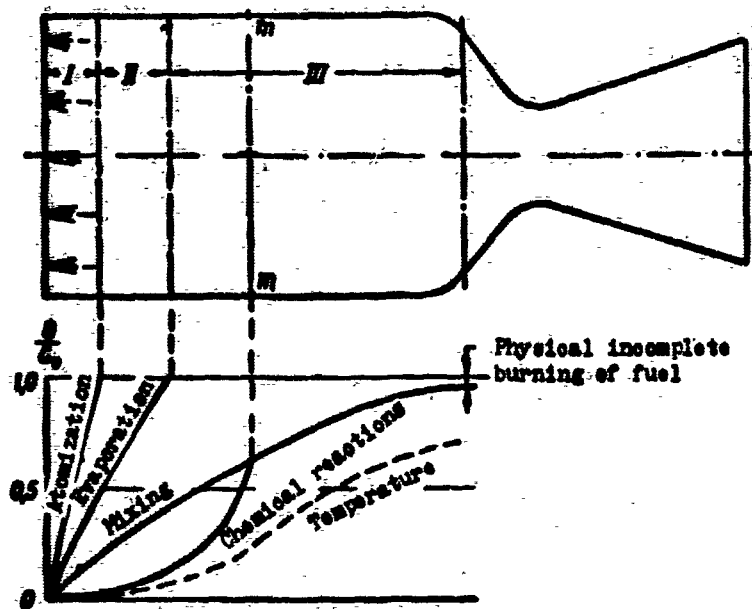 m
I II III
m
Physical incomplete
burning of fuel
1,0
Atomization
Evaporation
Mixing
Chemical reactions
Temperature
0,5
0